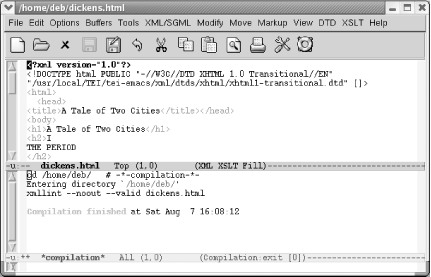 /home/deb/dickens.html
File Edit Options Buffers Tools XML/SGML Modify Move Markup View DTD XSLT Help
<?xml version="1.0"?>
<!DOCTYPE html PUBLIC "-//W3C//DTD XHTML 1.0 Transitional//EN"
"/usr/local/TEI/tei-emacs/xml/dtds/xhtml/xhtml1-transitional.dtd" []>
<html>
<head>
<title>A Tale of Two Cities</title></head>
<body>
<h1>A Tale of Two Cities</h1>
<h2>I
THE PERIOD
</h2>
-u-- dickens.html Top (1,0) (XML XSLT Fill)
cd /home/deb/ # -*-compilation-*-
Entering directory `/home/deb/'
xmllint --noout --valid dickens.html
Compilation finished at Sat Aug 7 16:08:12
-u ++ *compilation* All (1,0) (Compilation:exit [0])